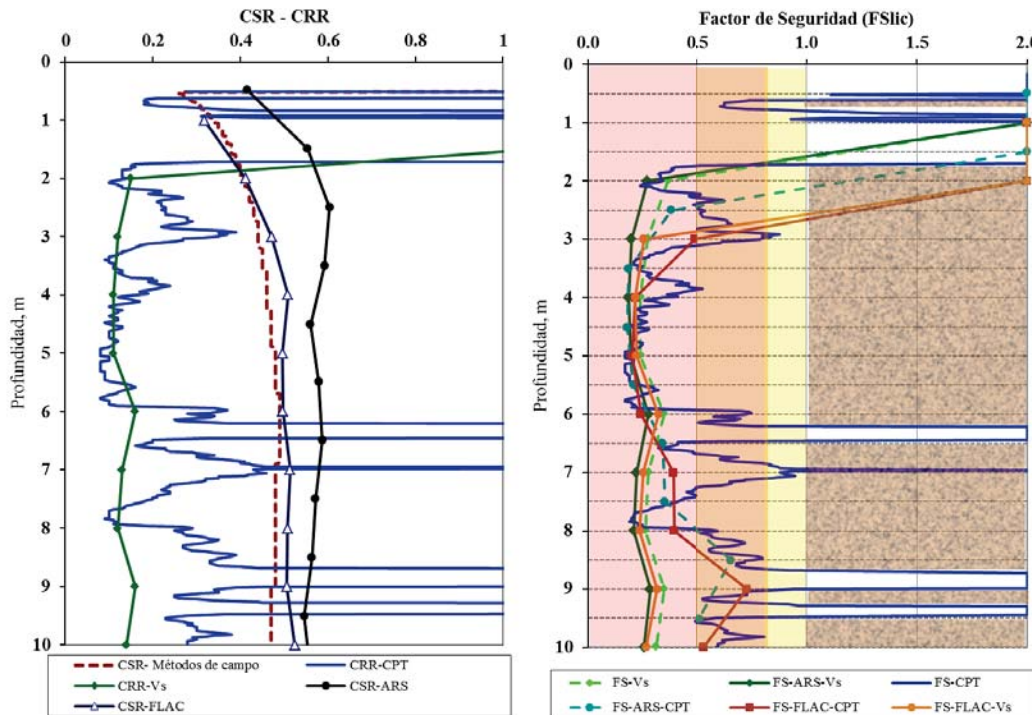 CSR - CRR
0 0.2 0.4 0.6 0.8 1
Profundidad, m
0
1
2
3
4
5
6
7
8
9
10
CSR- Métodos de campo
CRR-CPT
CRR-Vs
CSR-ARS
CSR-FLAC
Factor de Seguridad (FSlic)
0.0 0.5 1.0 1.5 2.0
Profundidad, m
0
1
2
3
4
5
6
7
8
9
10
FS-Vs
FS-ARS-Vs
FS-CPT
FS-ARS-CPT
FS-FLAC-CPT
FS-FLAC-Vs